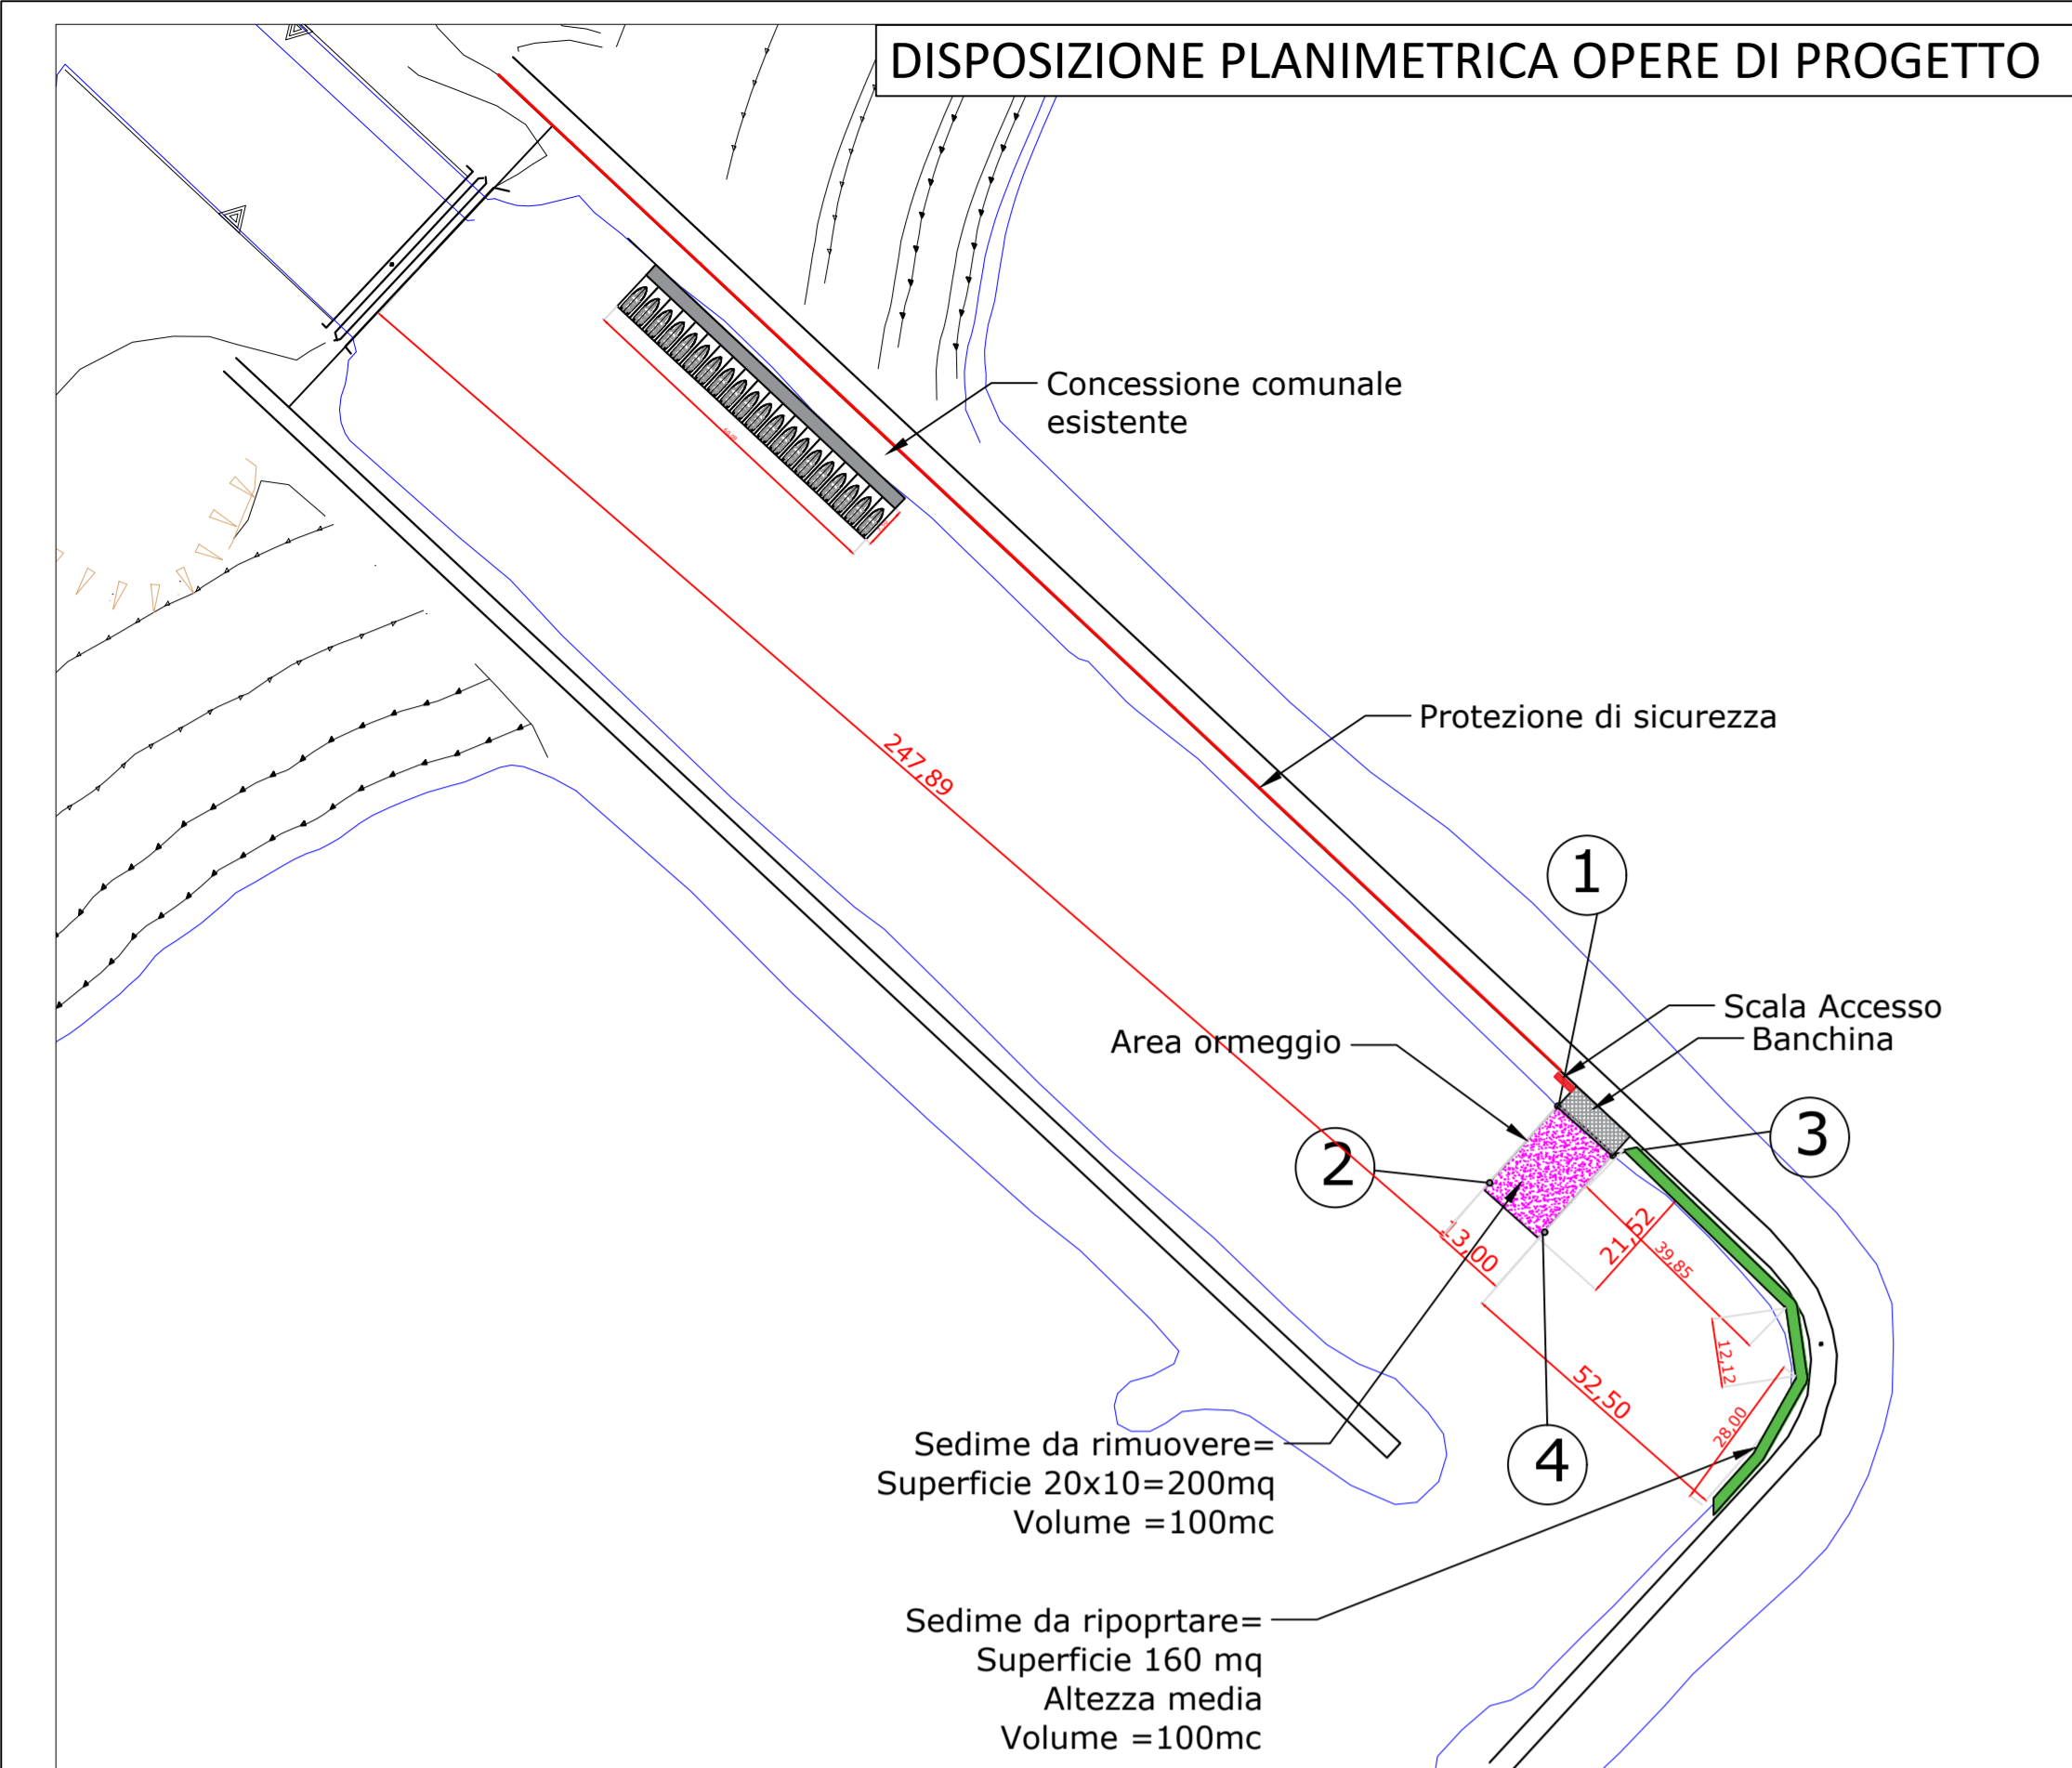 DISPOSIZIONE PLANIMETRICA OPERE DI PROGETTO
Concessione comunale
esistente
Protezione di sicurezza
247,89
1
Scala Accesso
Banchina
Area ormeggio
2
3
13,00
21,52
39,85
12,12
52,50
28,00
4
Sedime da rimuovere=
Superficie 20x10=200mq
Volume =100mc
Sedime da ripoprtare=
Superficie 160 mq
Altezza media
Volume =100mc